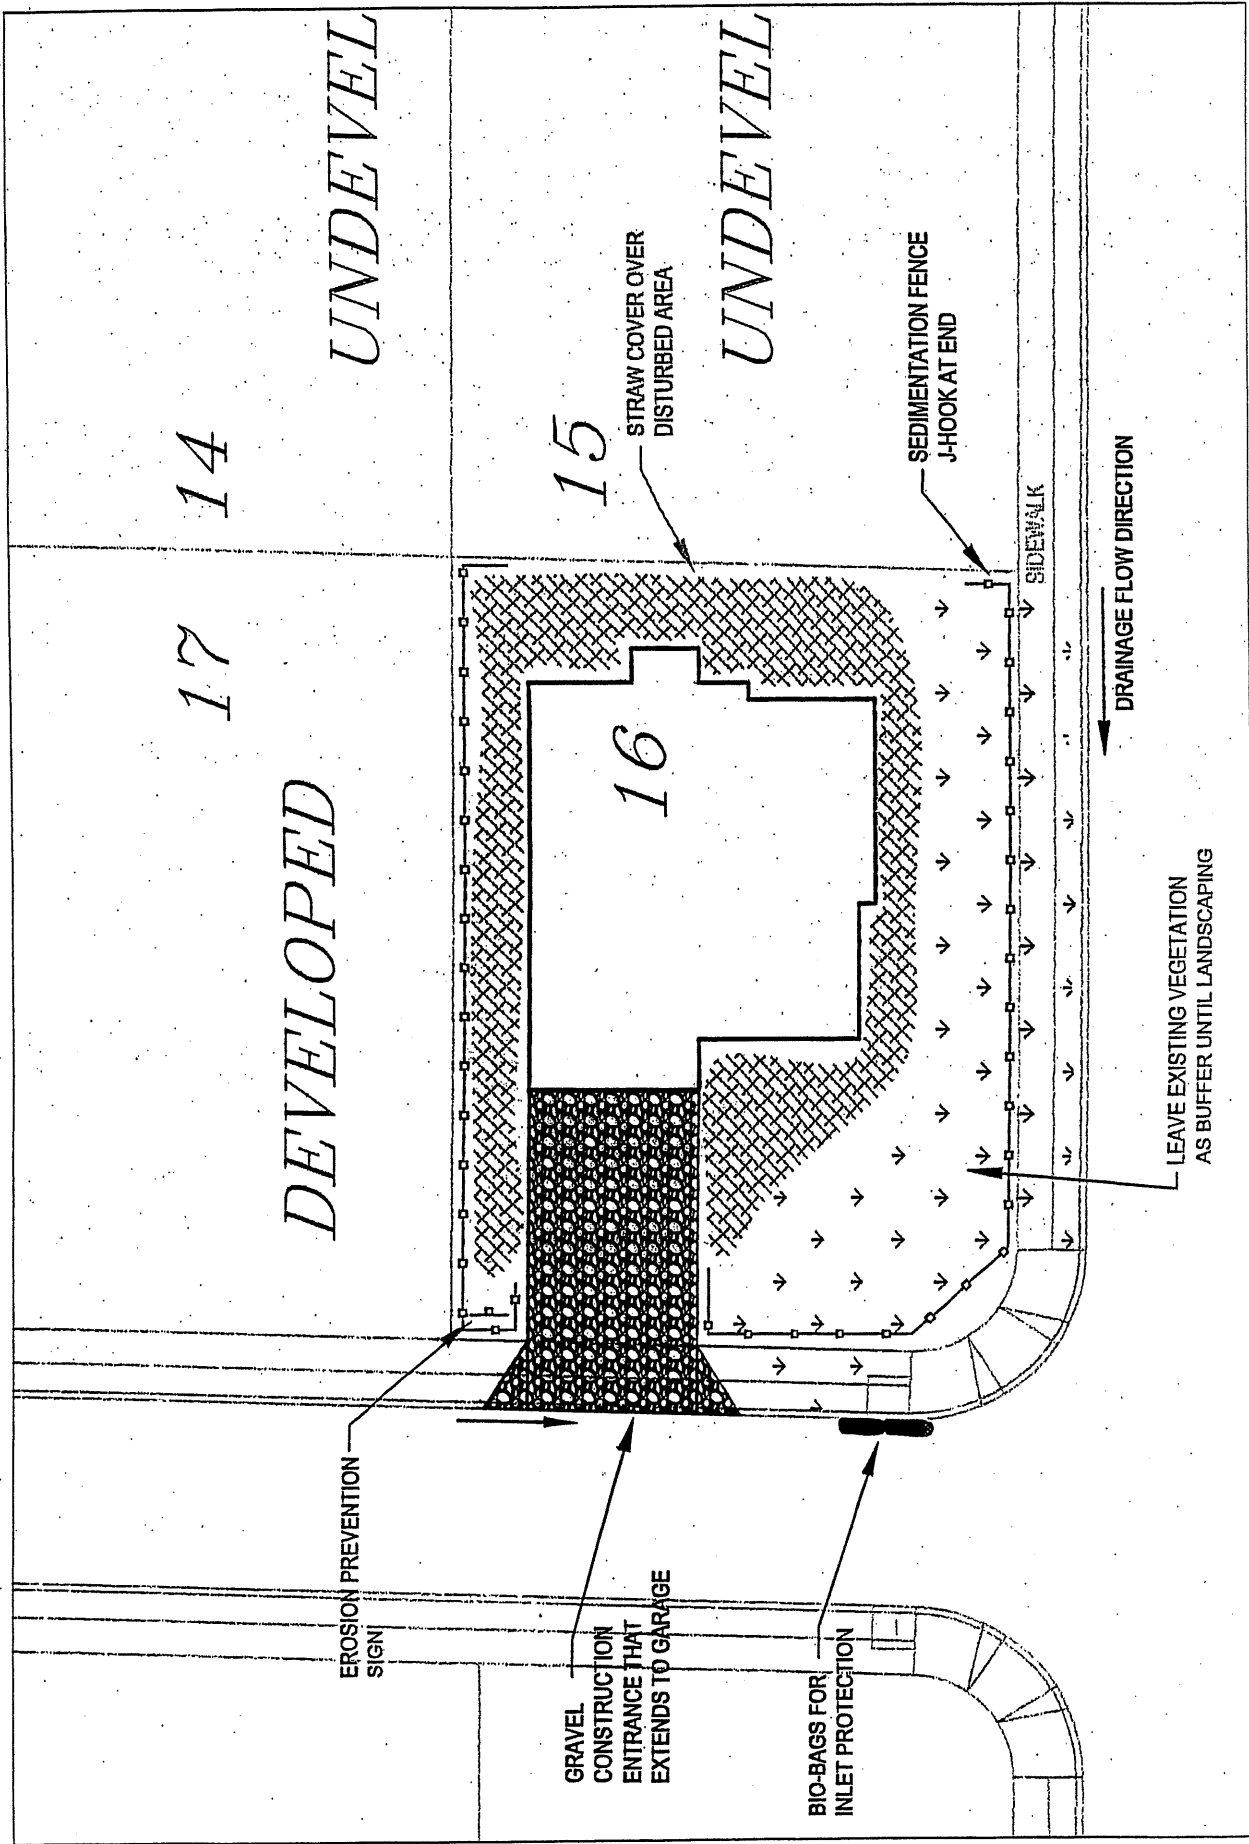 17
14
DEVELOPED
UNDEVEL
EROSION PREVENTION
SIGN
15
GRAVEL
CONSTRUCTION
ENTRANCE THAT
EXTENDS TO GARAGE
16
STRAW COVER OVER
DISTURBED AREA
UNDEVEL
BIO-BAGS FOR
INLET PROTECTION
SEDIMENTATION FENCE
J-HOOK AT END
SIDEWALK
DRAINAGE FLOW DIRECTION
LEAVE EXISTING VEGETATION
AS BUFFER UNTIL LANDSCAPING